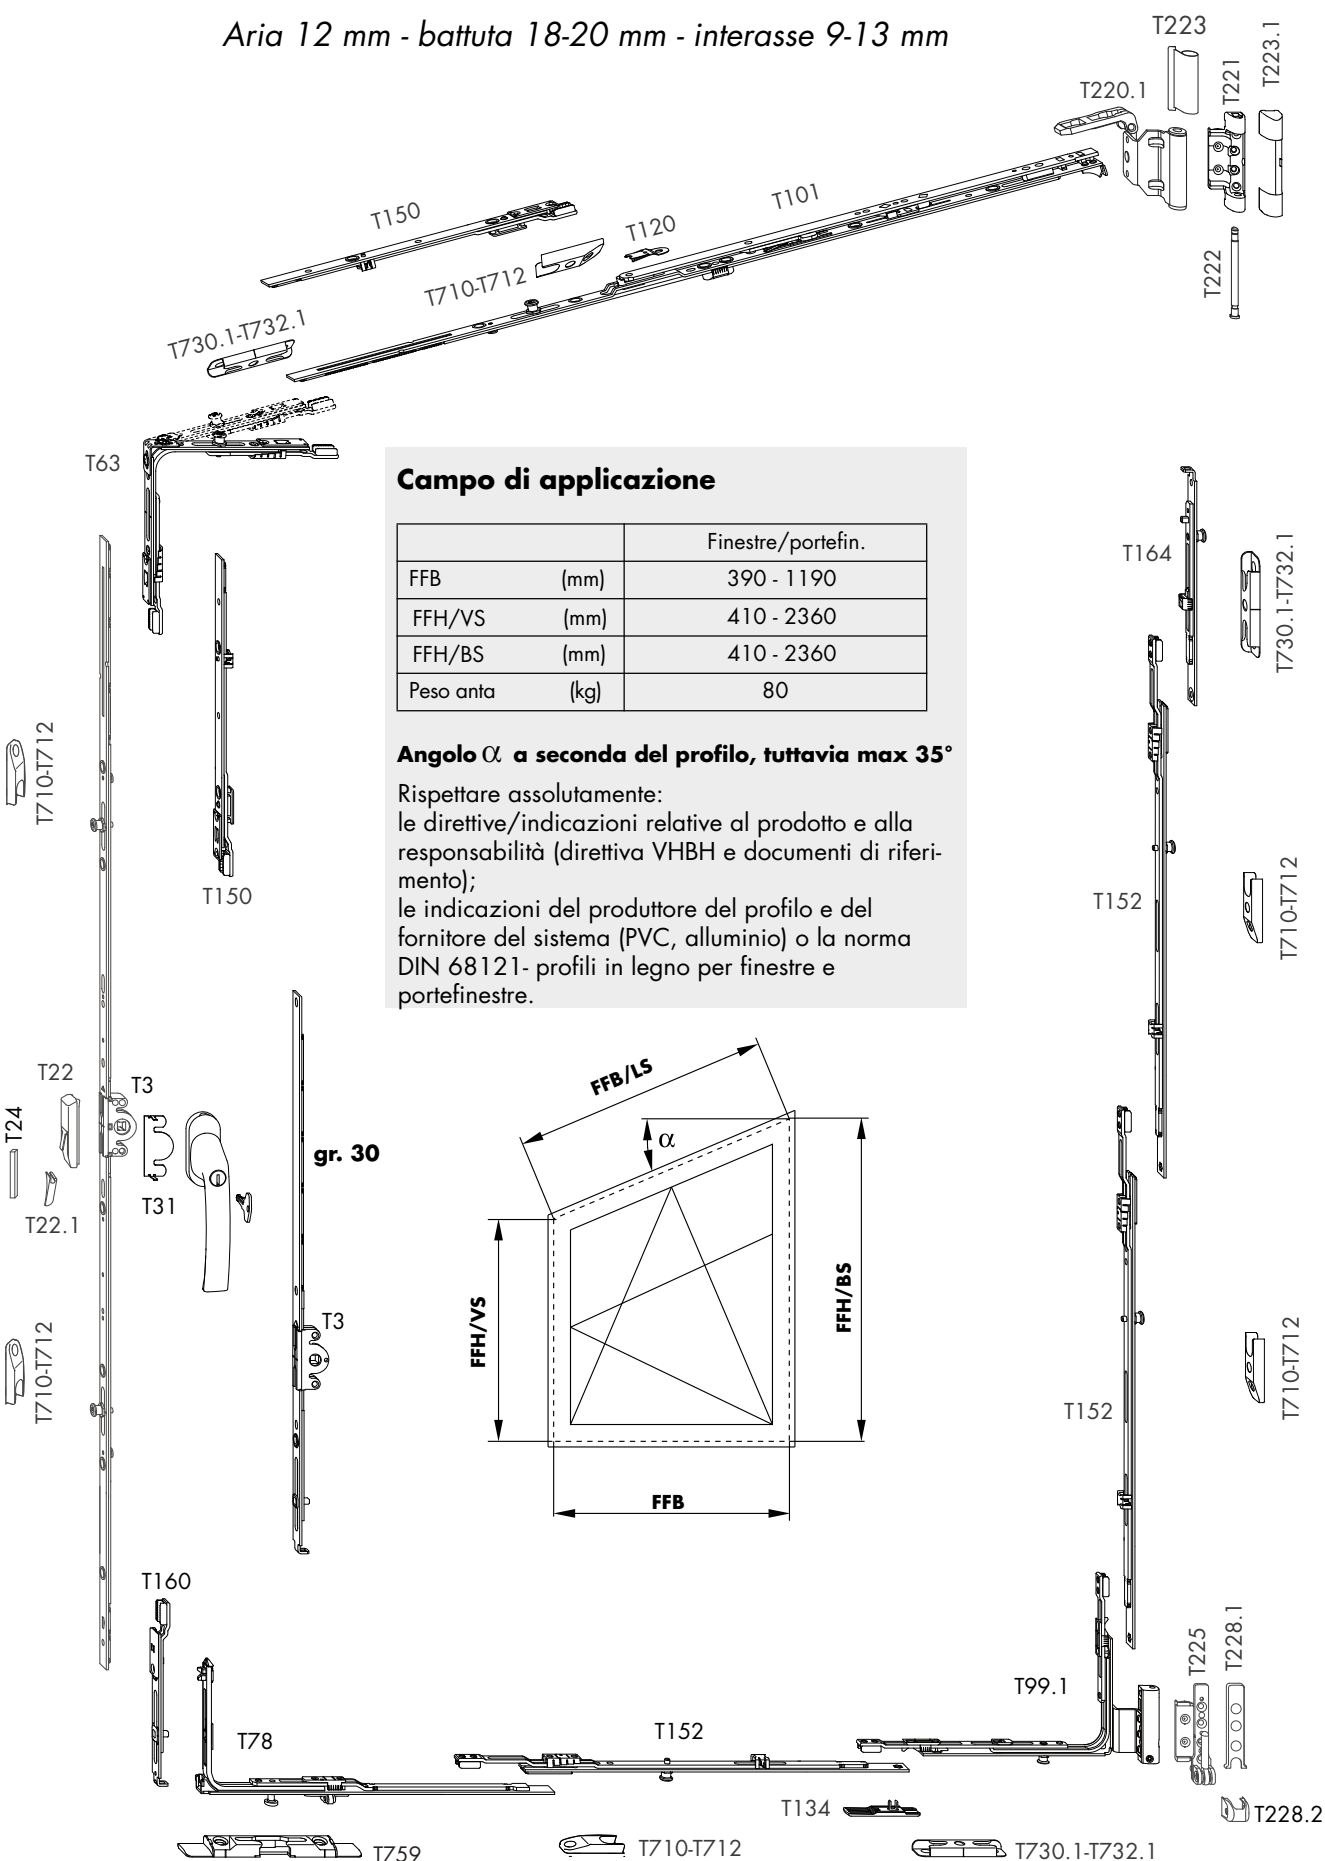 Aria 12 mm - battuta 18-20 mm - interasse 9-13 mm
T223
T223.1
T221
T220.1
T101
T150
T120
T222
T710-T712
T730.1-T732.1
T63
Campo di applicazione
Finestre/portefin.
FFB (mm) 390 - 1190
FFH/VS (mm) 410 - 2360
FFH/BS (mm) 410 - 2360
Peso anta (kg) 80
Angolo α a seconda del profilo, tuttavia max 35°
Rispettare assolutamente:
le direttive/indicazioni relative al prodotto e alla
responsabilità (direttiva VHBH e documenti di riferi-
mento);
le indicazioni del produttore del profilo e del
fornitore del sistema (PVC, alluminio) o la norma
DIN 68121- profili in legno per finestre e
portefinestre.
T164
T730.1-T732.1
T710-T712
T150
T152
T710-T712
T22
T3
T24
T22.1
T31
gr. 30
T3
FFB/LS
α
FFH/VS
FFH/BS
FFB
T710-T712
T710-T712
T152
T160
T78
T152
T99.1
T225
T228.1
T134
T228.2
T759
T710-T712
T730.1-T732.1